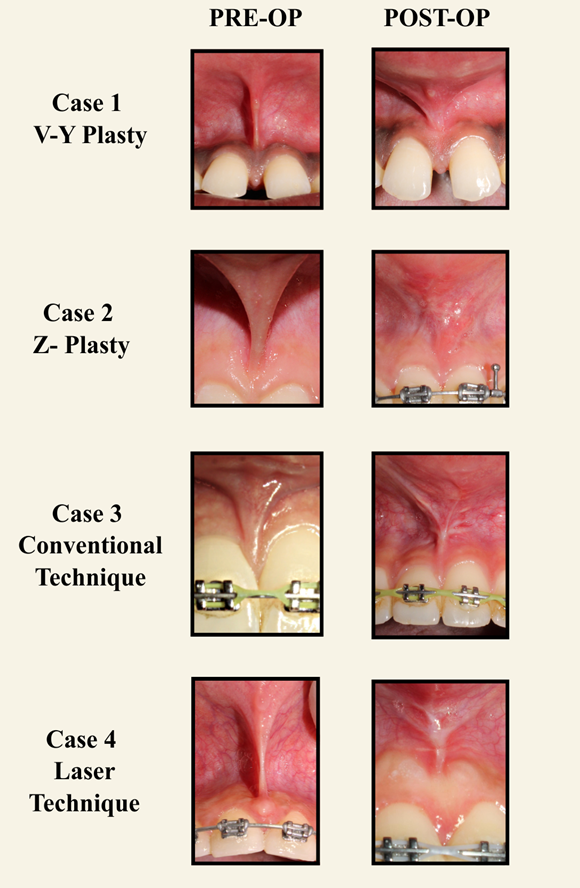 PRE-OP
POST-OP
Case 1
V-Y Plasty
Case 2
Z- Plasty
Case 3
Conventional
Technique
Case 4
Laser
Technique